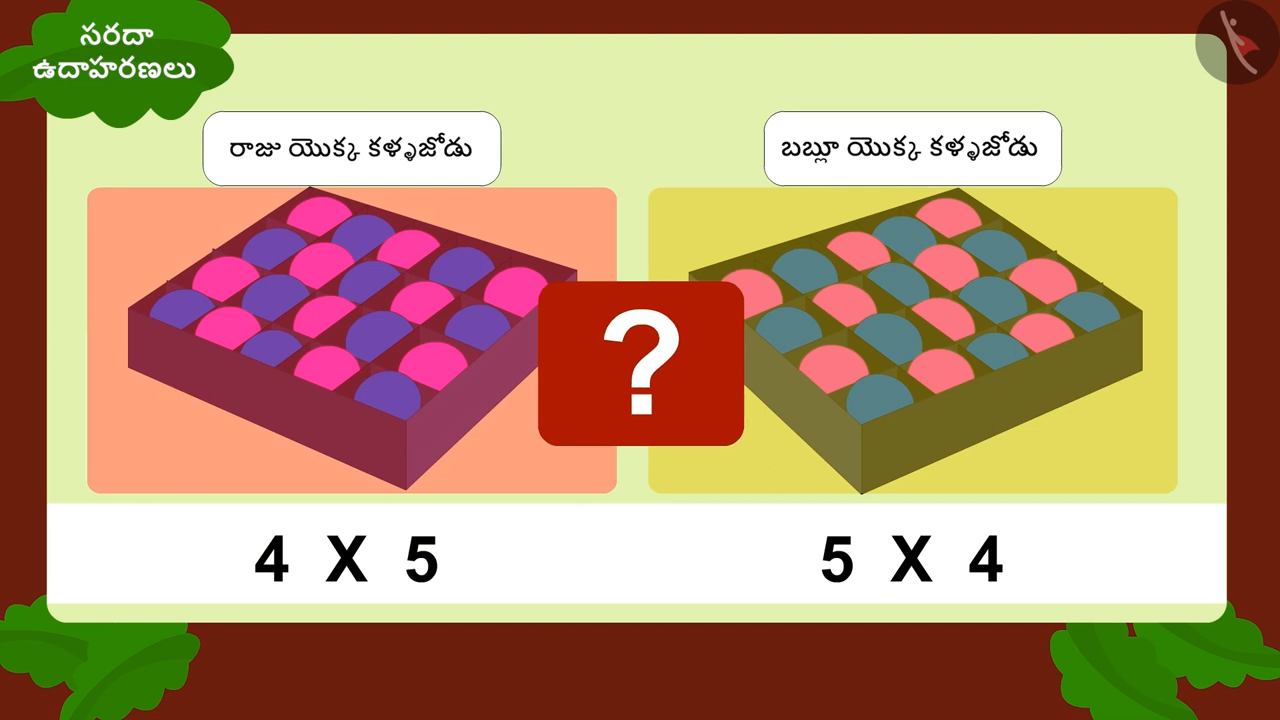 సరదా
ఉదాహరణలు
రాజు యొక్క కళ్ళజోడు
బబ్లూ యొక్క కళ్ళజోడు
?
4 X 5
5 X 4